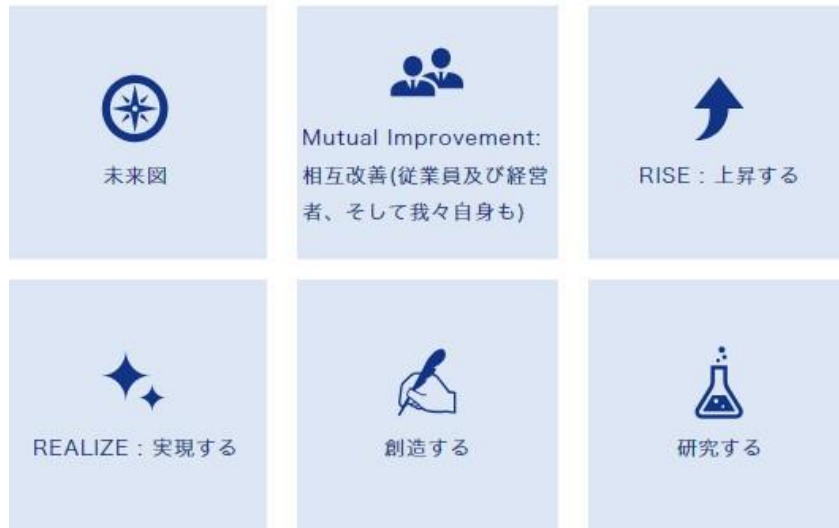 未来図
Mutual Improvement:
相互改善(従業員及び経営
者、そして我々自身も)
RISE：上昇する
REALIZE：実現する
創造する
研究する